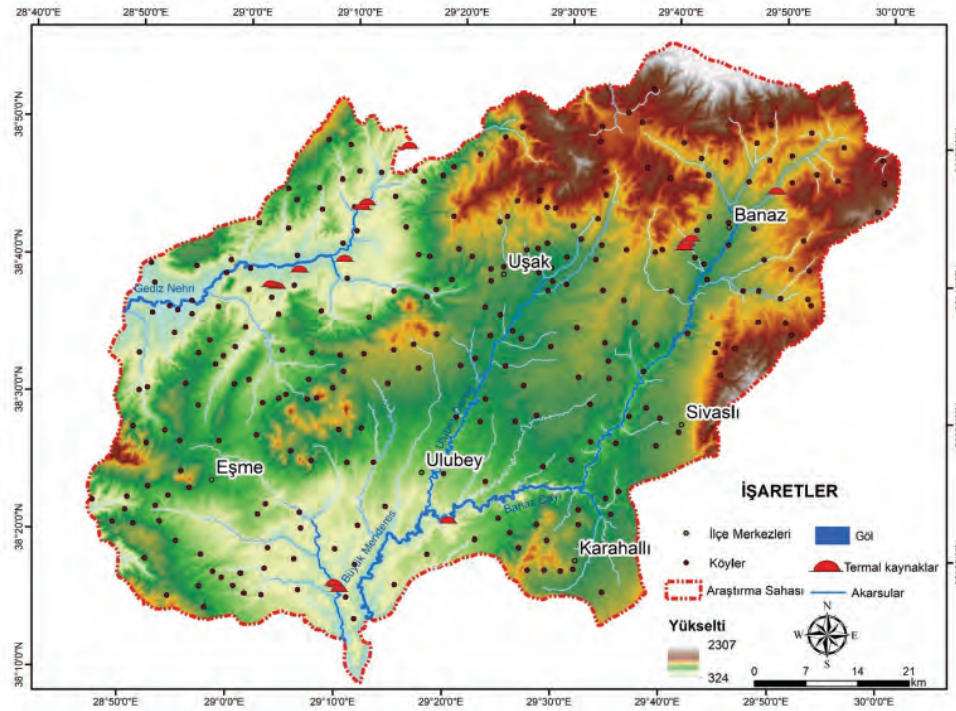 28°40'0"E 28°50'0"E 29°0'0"E 29°10'0"E 29°20'0"E 29°30'0"E 29°40'0"E 29°50'0"E 30°0'0"E
38°50'0"N
38°40'0"N
38°30'0"N
38°20'0"N
38°10'0"N
Banaz
Uşak
Gediz Nehri
Sivaslı
Ulubey
Eşme
Banaz Çayı
Büyük Menderes
Karahallı
İŞARETLER
İlçe Merkezleri
Göl
Köyler
Termal kaynaklar
Araştırma Sahası
Akarsular
Yükselti
2307
324
N
W E
S
0 7 14 21
km
28°50'0"E 29°0'0"E 29°10'0"E 29°20'0"E 29°30'0"E 29°40'0"E 29°50'0"E 30°0'0"E